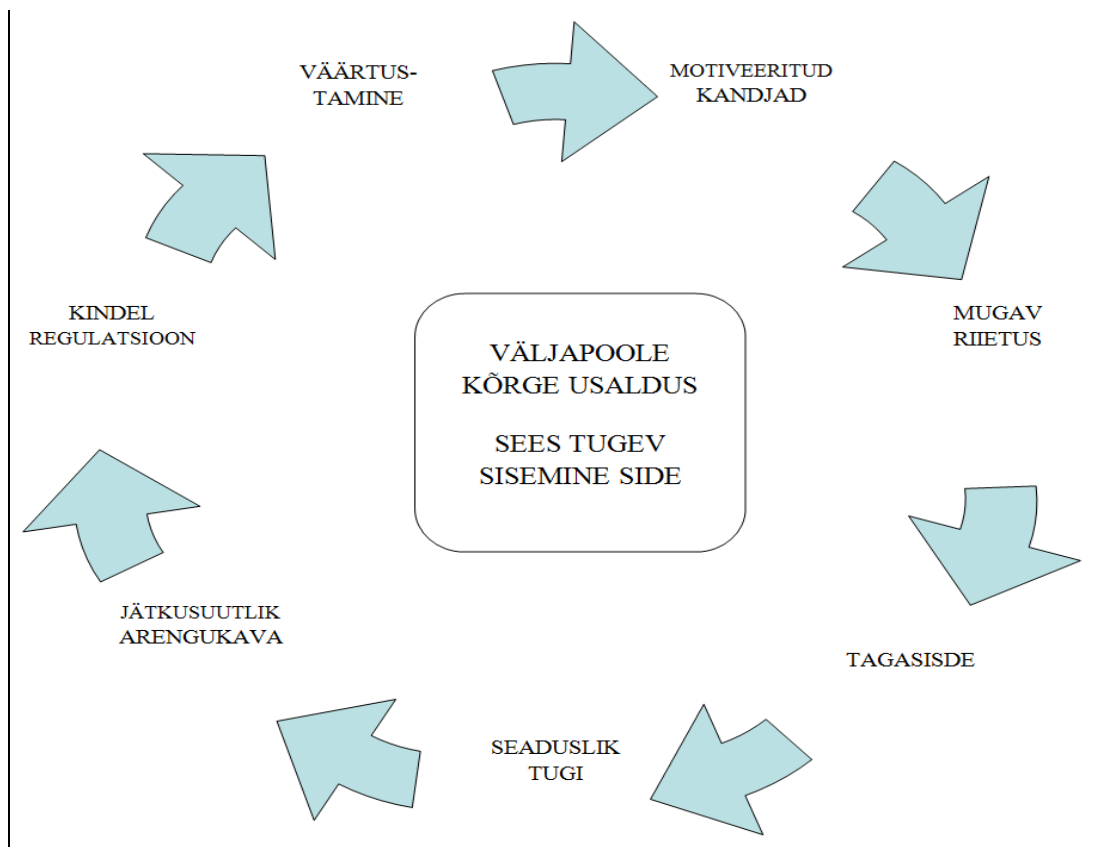 VÄÄRTUS-
TAMINE
MOTIVEERITUD
KANDJAD
MUGAV
RIIETUS
TAGASISDE
SEADUSLIK
TUGI
JÄTKUSUUTLIK
ARENGUKAVA
KINDEL
REGULATSIOON
VÄLJAPOOLE
KÕRGE USALDUS
SEES TUGEV
SISEMINE SIDE